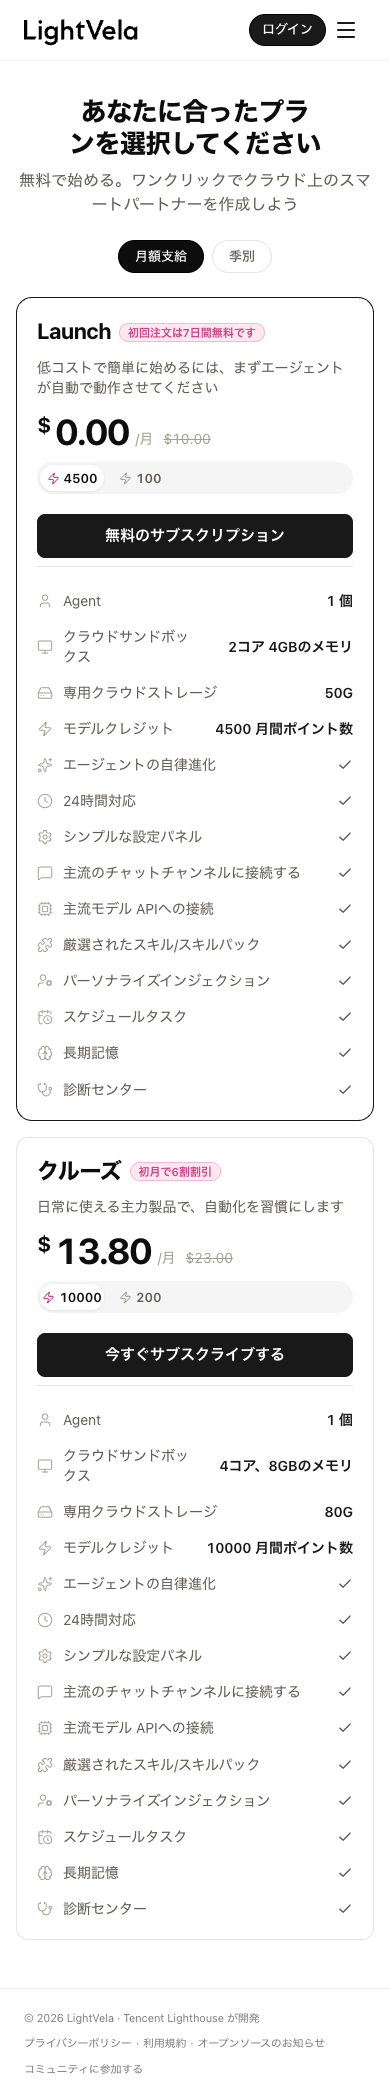 LightVela
ログイン
あなたに合ったプラ
ンを選択してください
無料で始める。ワンクリックでクラウド上のスマ
ートパートナーを作成しよう
月額支給
季別
Launch 初回注文は7日間無料です
低コストで簡単に始めるには、まずエージェント
が自動で動作させてください
$ 0.00 /月 $10.00
4500 100
無料のサブスクリプション
Agent 1 個
クラウドサンドボッ
クス 2コア 4GBのメモリ
専用クラウドストレージ 50G
モデルクレジット 4500 月間ポイント数
エージェントの自律進化
24時間対応
シンプルな設定パネル
主流のチャットチャンネルに接続する
主流モデル APIへの接続
厳選されたスキル/スキルパック
パーソナライズインジェクション
スケジュールタスク
長期記憶
診断センター
クルーズ 初月で6割割引
日常に使える主力製品で、自動化を習慣にします
$ 13.80 /月 $23.00
10000 200
今すぐサブスクライブする
Agent 1 個
クラウドサンドボッ
クス 4コア、8GBのメモリ
専用クラウドストレージ 80G
モデルクレジット 10000 月間ポイント数
エージェントの自律進化
24時間対応
シンプルな設定パネル
主流のチャットチャンネルに接続する
主流モデル APIへの接続
厳選されたスキル/スキルパック
パーソナライズインジェクション
スケジュールタスク
長期記憶
診断センター
© 2026 LightVela · Tencent Lighthouse が開発
プライバシーポリシー · 利用規約 · オープンソースのお知らせ
コミュニティに参加する